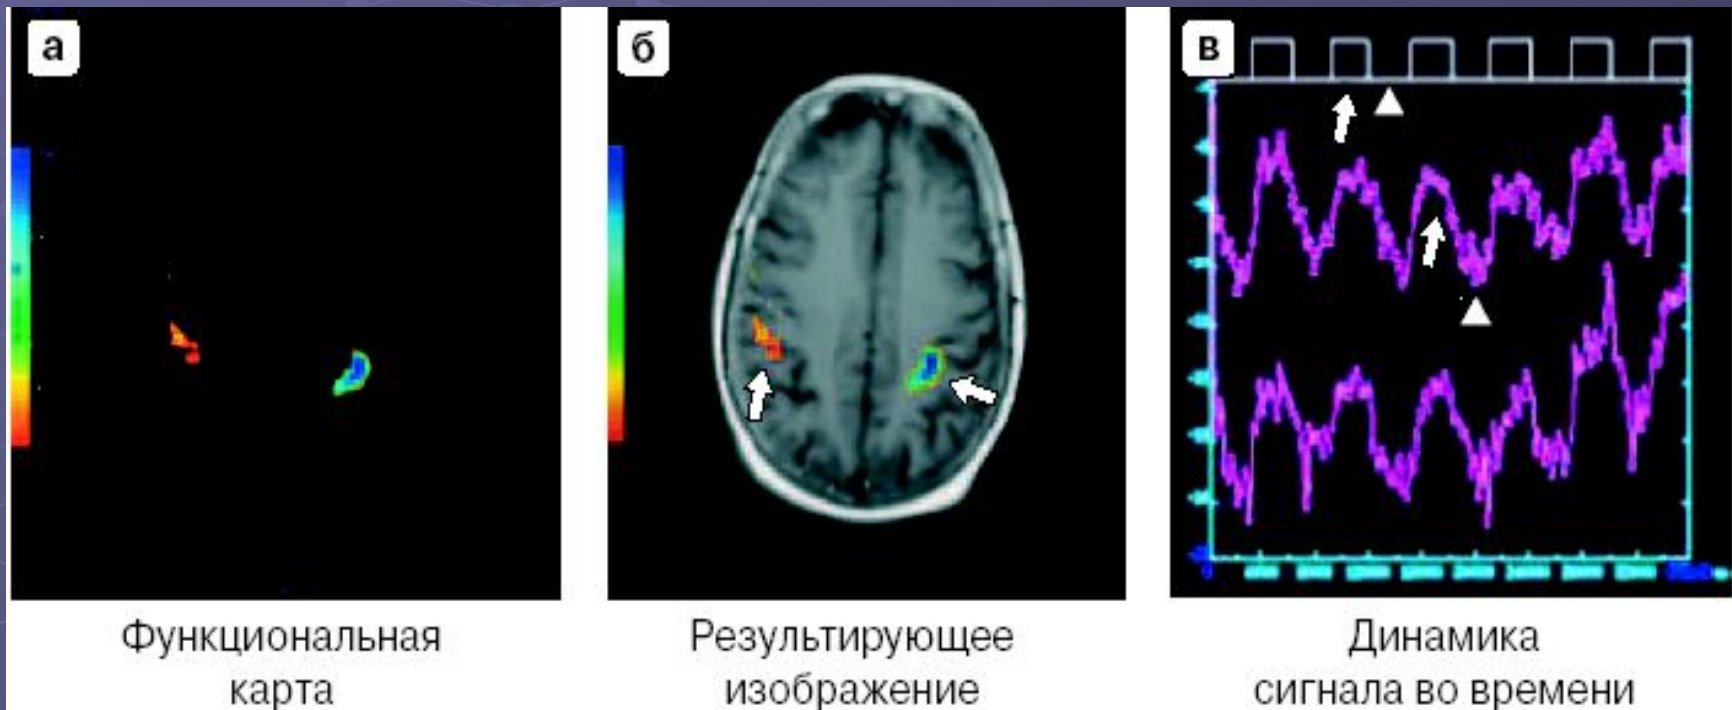 а
б
в
Функциональная
карта
Результирующее
изображение
Динамика
сигнала во времени